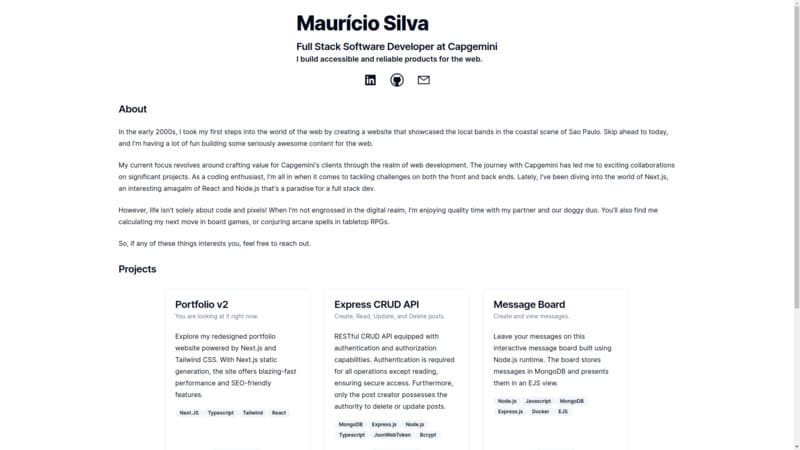 Maurício Silva
Full Stack Software Developer at Capgemini
I build accessible and reliable products for the web.
About
In the early 2000s, I took my first steps into the world of the web by creating a website that showcased the local bands in the coastal scene of Sao Paulo. Skip ahead to today,
and I'm having a lot of fun building some seriously awesome content for the web.
My current focus revolves around crafting value for Capgemini's clients through the realm of web development. The journey with Capgemini has led me to exciting collaborations
on significant projects. As a coding enthusiast, I'm all in when it comes to tackling challenges on both the front and back ends. Lately, I've been diving into the world of Next.js,
an interesting amalgam of React and Node.js that's a paradise for a full stack dev.
However, life isn't solely about code and pixels! When I'm not engrossed in the digital realm, I'm enjoying quality time with my partner and our doggy duo. You'll also find me
calculating my next move in board games, or conjuring arcane spells in tabletop RPGs.
So, if any of these things interests you, feel free to reach out.
Projects
Portfolio v2
You are looking at it right now.
Explore my redesigned portfolio
website powered by Next.js and
Tailwind CSS. With Next.js static
generation, the site offers blazing-fast
performance and SEO-friendly
features.
Next.JS Typescript Tailwind React
Express CRUD API
Create, Read, Update, and Delete posts.
RESTful CRUD API equipped with
authentication and authorization
capabilities. Authentication is required
for all operations except reading,
ensuring secure access. Furthermore,
only the post creator possesses the
authority to delete or update posts.
MongoDB Express.js Node.js
Typescript JsonWebToken Bcrypt
Message Board
Create and view messages.
Leave your messages on this
interactive message board built using
Node.js runtime. The board stores
messages in MongoDB and presents
them in an EJS view.
Node.js Javascript MongoDB
Express.js Docker EJS